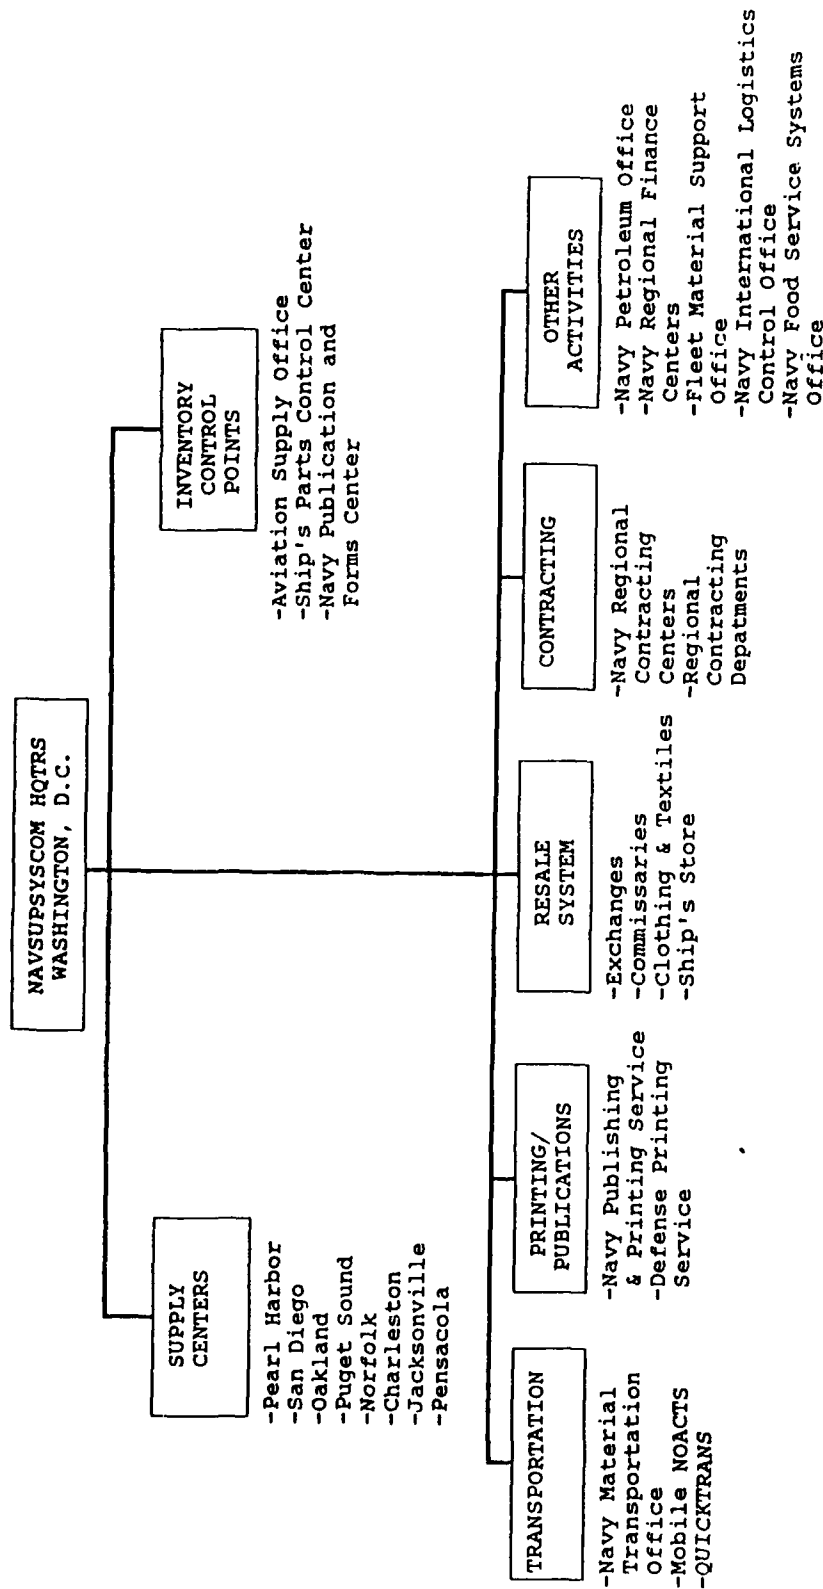 NAVSUPSYSCOM HQTRS
WASHINGTON, D.C.
SUPPLY
CENTERS
-Pearl Harbor
-San Diego
-Oakland
-Puget Sound
-Norfolk
-Charleston
-Jacksonville
-Pensacola
INVENTORY
CONTROL
POINTS
-Aviation Supply Office
-Ship's Parts Control Center
-Navy Publication and
Forms Center
TRANSPORTATION
-Navy Material
Transportation
Office
-Mobile NOACTS
-QUICKTRANS
PRINTING/
PUBLICATIONS
-Navy Publishing
& Printing Service
-Defense Printing
Service
RESALE
SYSTEM
-Exchanges
-Commissaries
-Clothing & Textiles
-Ship's Store
CONTRACTING
-Navy Regional
Contracting
Centers
-Regional
Contracting
Depatments
OTHER
ACTIVITIES
-Navy Petroleum Office
-Navy Regional Finance
Centers
-Fleet Material Support
Office
-Navy International Logistics
Control Office
-Navy Food Service Systems
Office